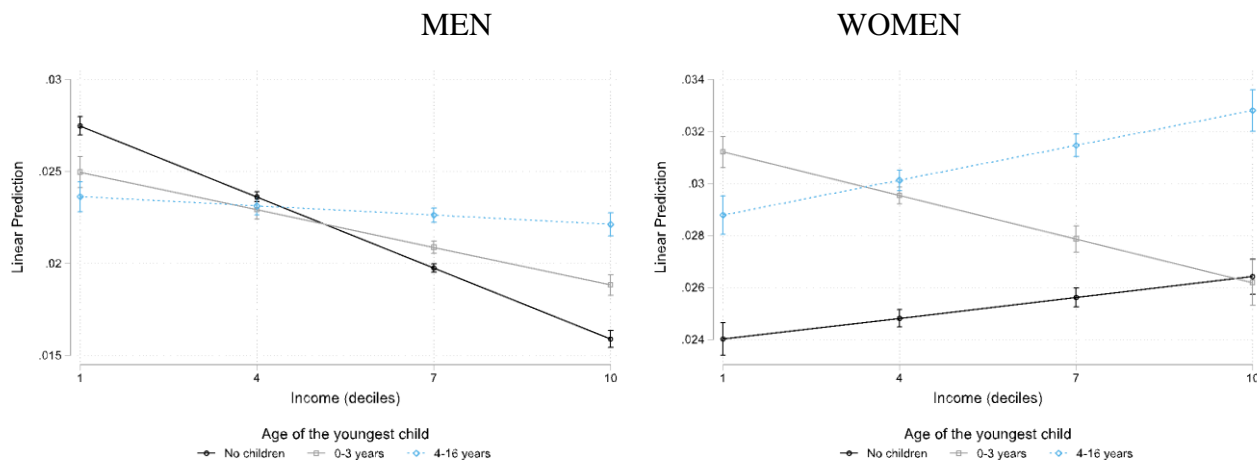 MEN
.03
.025
.02
.015
Linear Prediction
1 4 7 10
Income (deciles)
Age of the youngest child
No children 0-3 years 4-16 years
WOMEN
.034
.032
.03
.028
.026
.024
Linear Prediction
1 4 7 10
Income (deciles)
Age of the youngest child
No children 0-3 years 4-16 years